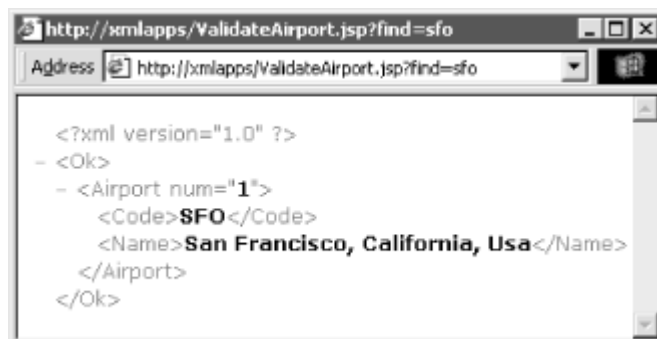 http://xmlapps/ValidateAirport.jsp?find=sfo
Address http://xmlapps/ValidateAirport.jsp?find=sfo
<?xml version="1.0" ?>
- <Ok>
- <Airport num="1">
<Code>SFO</Code>
<Name>San Francisco, California, Usa</Name>
</Airport>
</Ok>